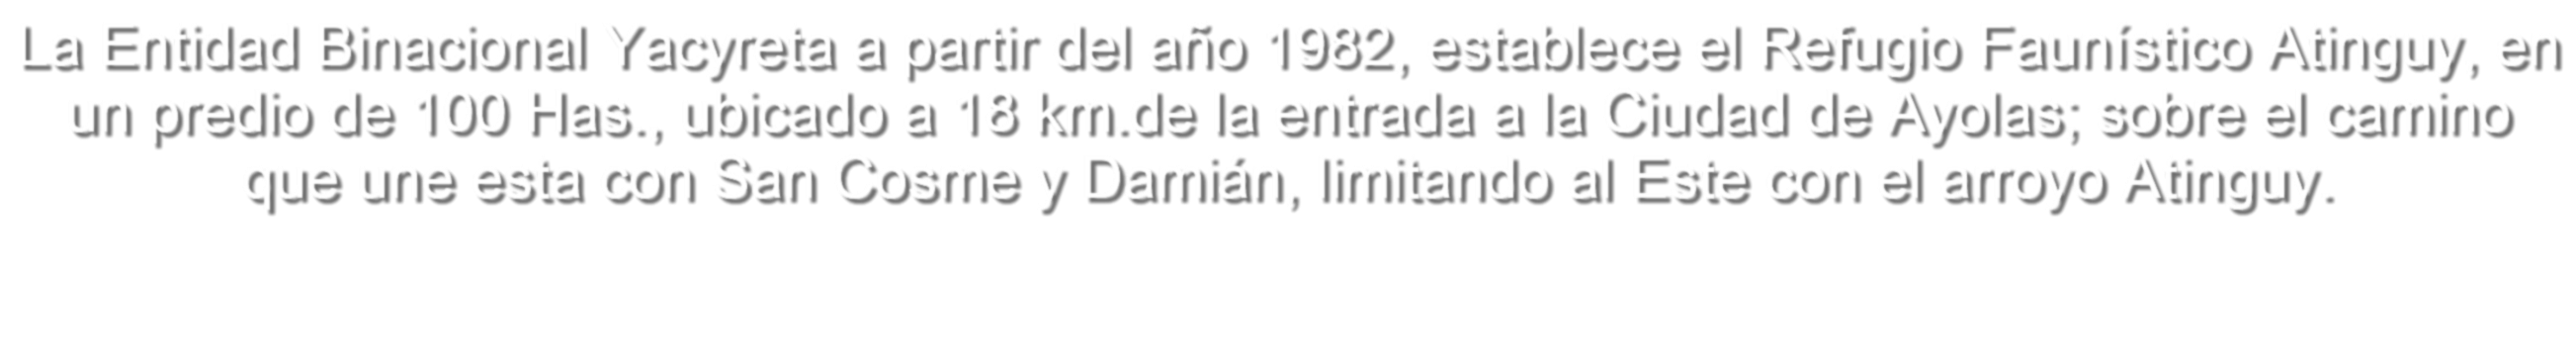 La Entidad Binacional Yacyreta a partir del año 1982, establece el Refugio Faunístico Atinguy, en
un predio de 100 Has., ubicado a 18 km.de la entrada a la Ciudad de Ayolas; sobre el camino
que une esta con San Cosme y Damián, limitando al Este con el arroyo Atinguy.